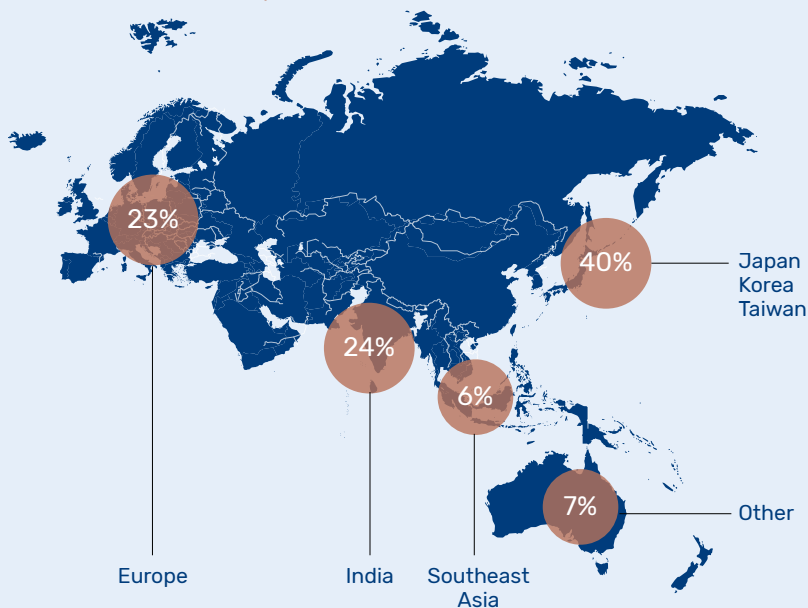 23%
40%
Japan
Korea
Taiwan
24%
6%
7%
Other
Europe
India
Southeast
Asia